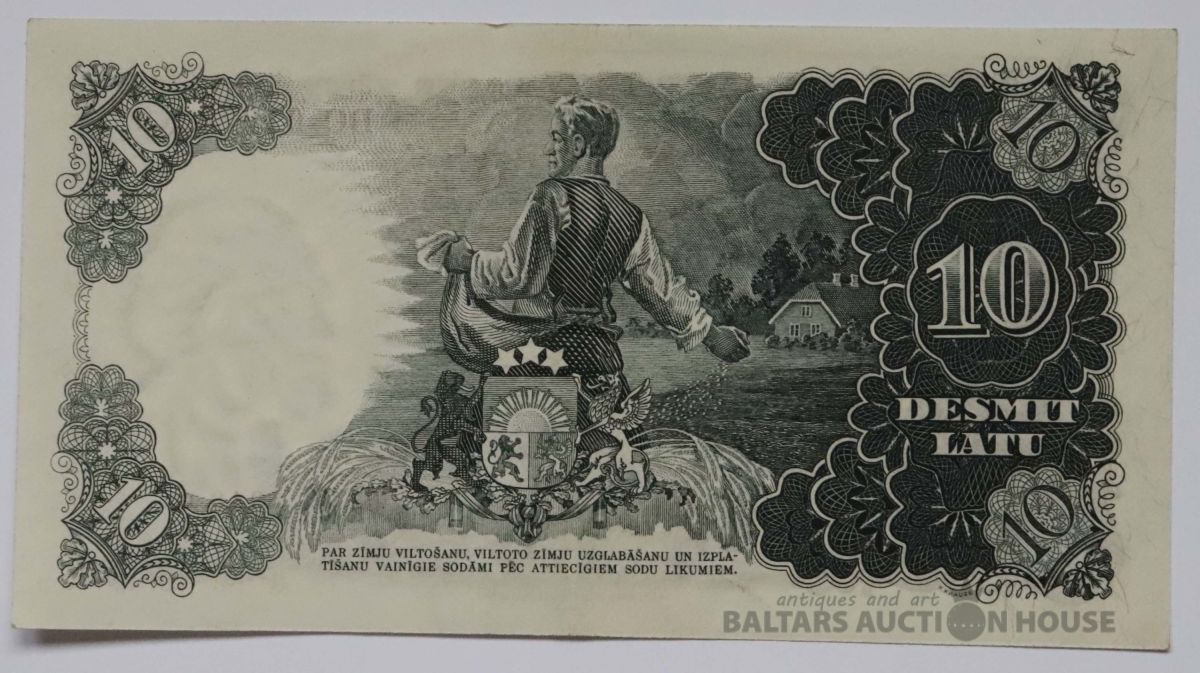 10
10
10
DESMIT
LATU
10
10
PAR ZĪMJU VILTOŠANU, VILTOTO ZĪMJU UZGLABĀŠANU UN IZPLA-
TĪŠANU VAINĪGIE SODĀMI PĒC ATTIECĪGIEM SODU LIKUMIEM.
R. KRAUZE
antiques and art
BALTARS AUCTION HOUSE